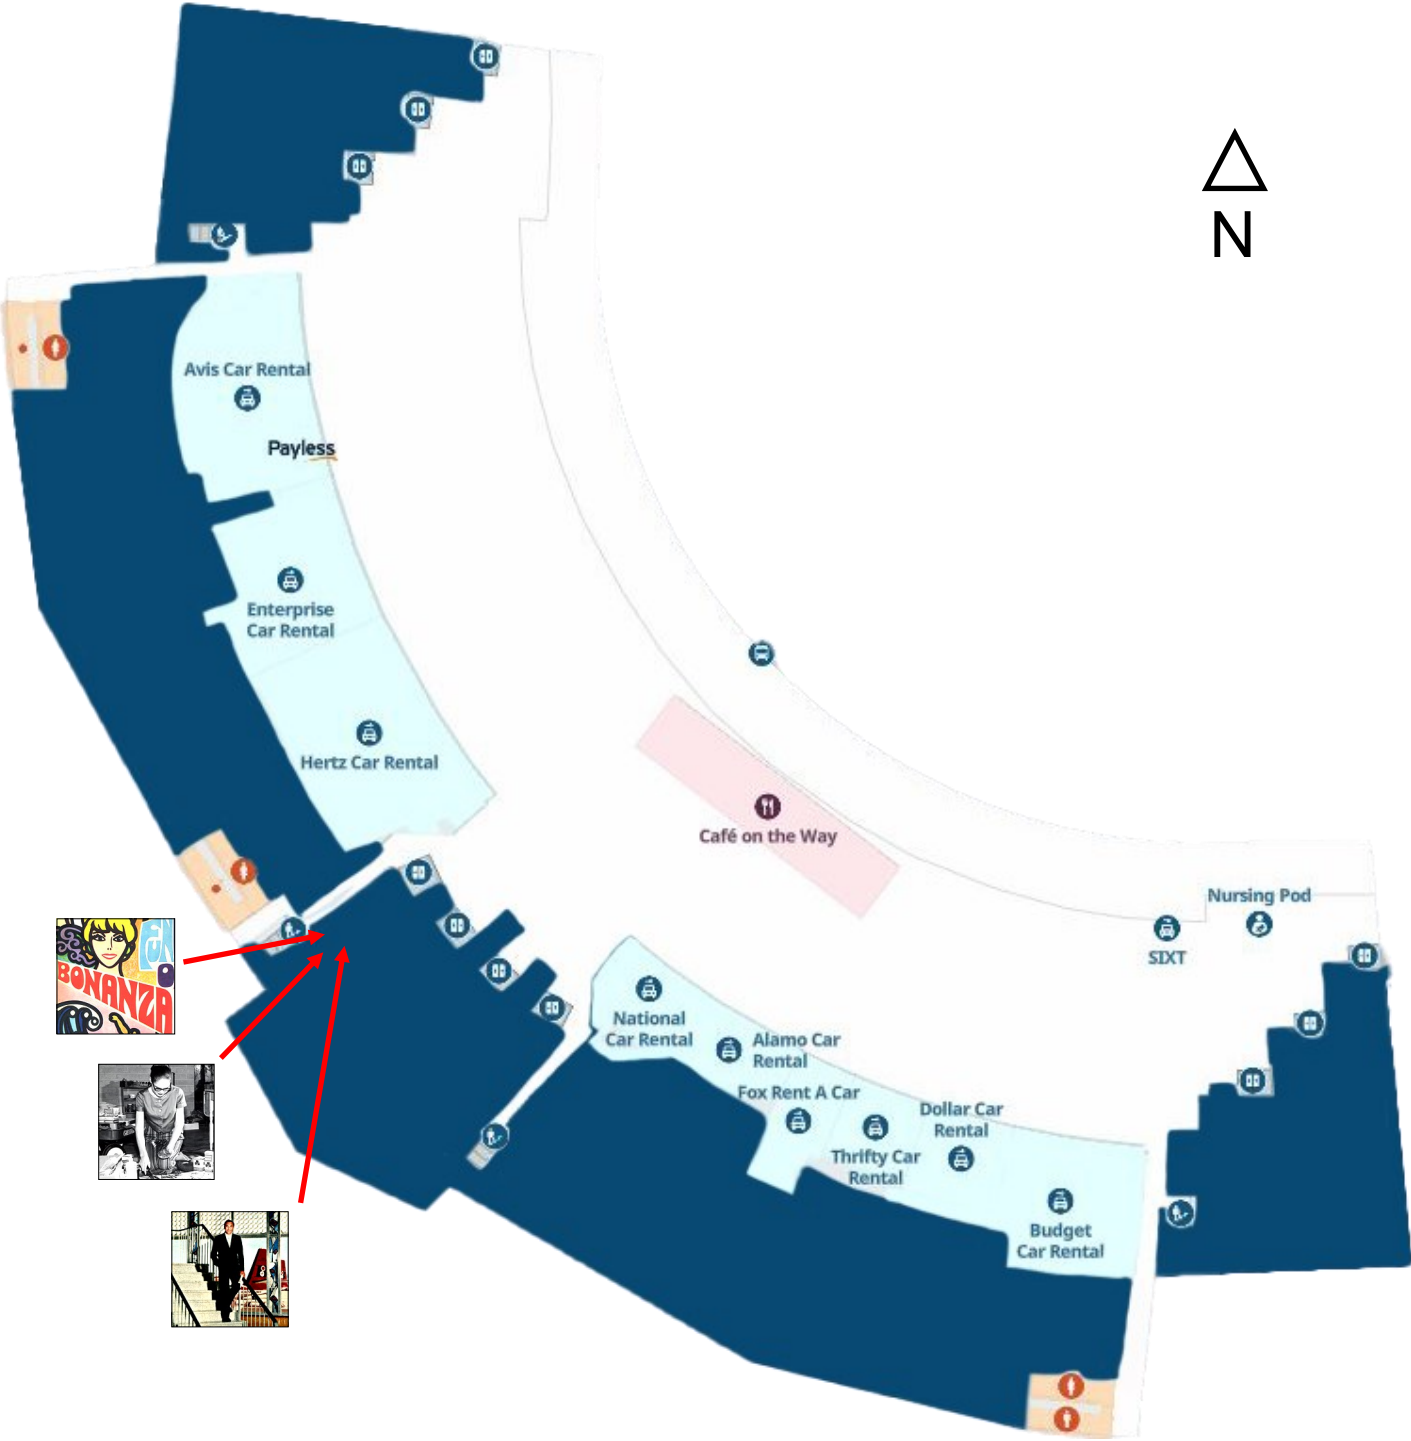 N
Avis Car Rental
Payless
Enterprise
Car Rental
Hertz Car Rental
Café on the Way
Nursing Pod
SIXT
National
Car Rental
Alamo Car
Rental
Fox Rent A Car
Dollar Car
Rental
Thrifty Car
Rental
Budget
Car Rental
FUN
BONANZA